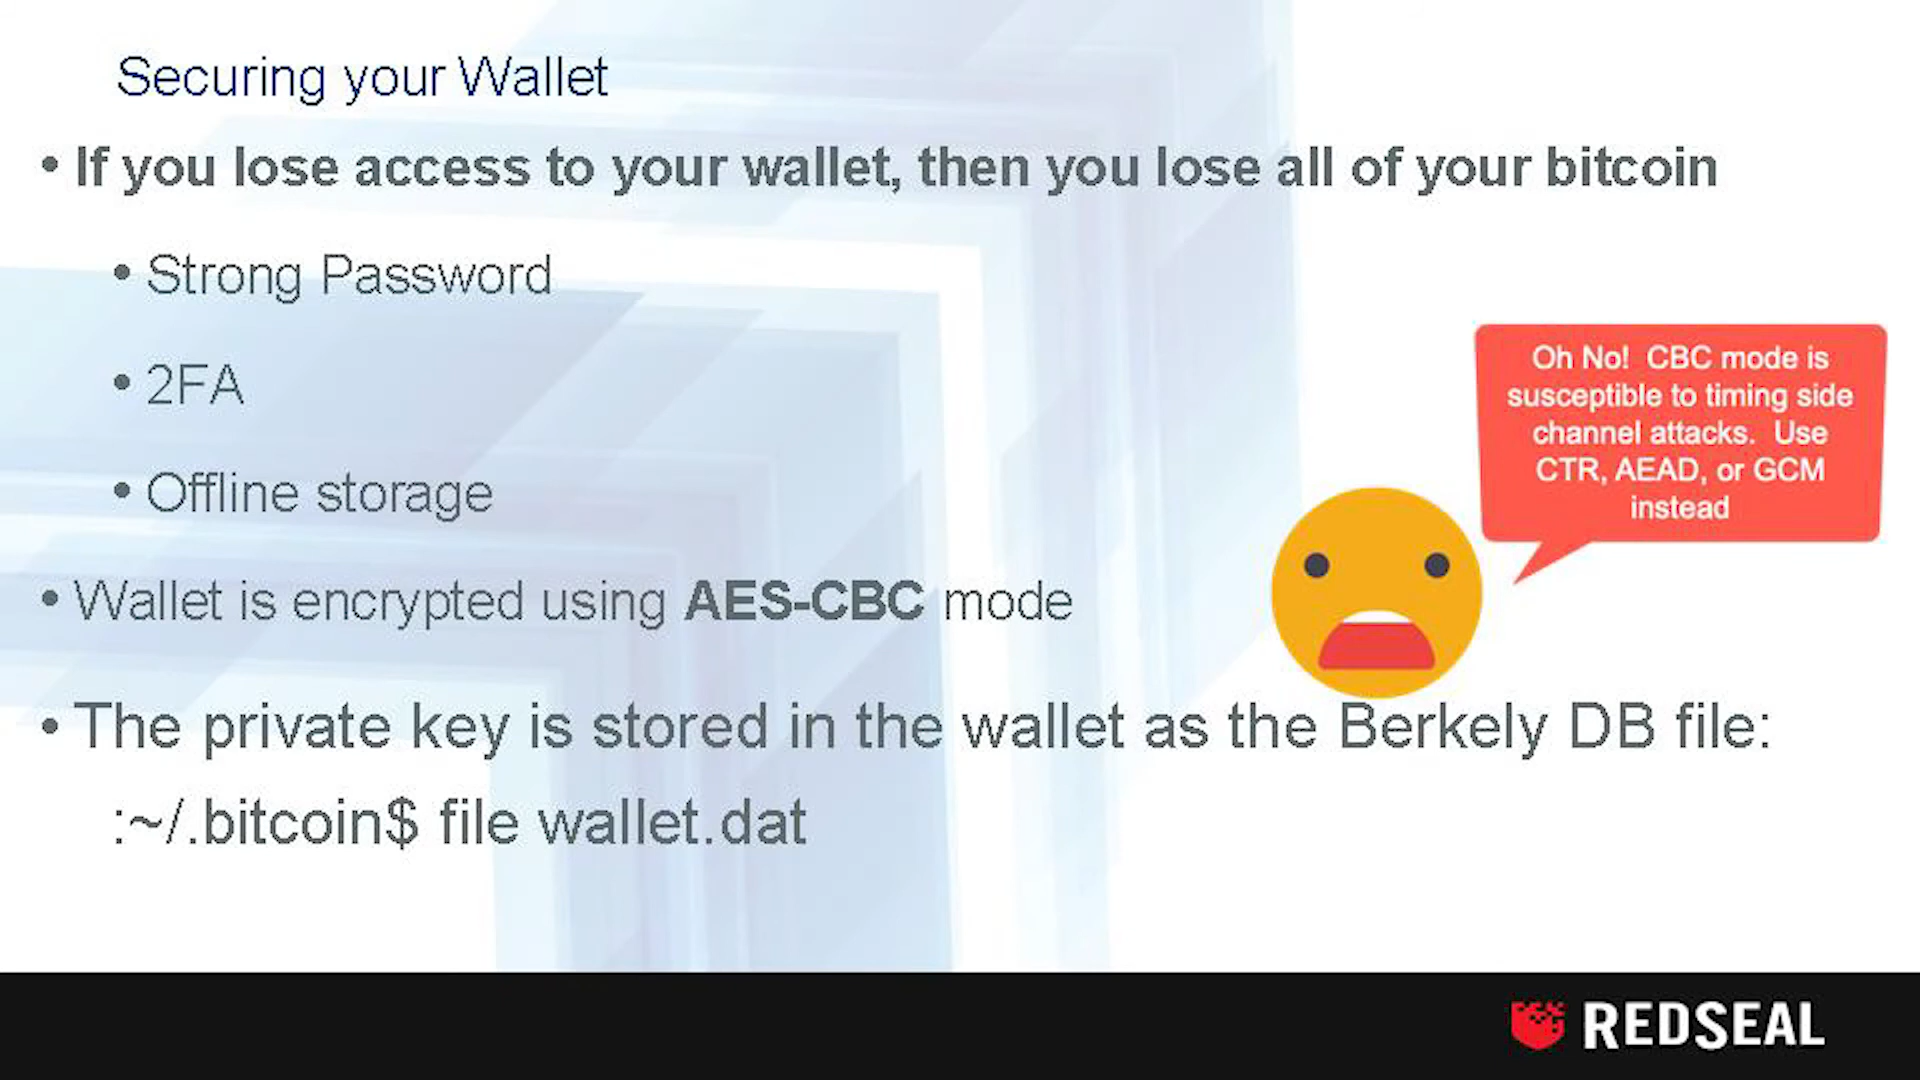 Securing your Wallet
• If you lose access to your wallet, then you lose all of your bitcoin
• Strong Password
• 2FA
• Offline storage
Oh No! CBC mode is
susceptible to timing side
channel attacks. Use
CTR, AEAD, or GCM
instead
• Wallet is encrypted using AES-CBC mode
• The private key is stored in the wallet as the Berkely DB file:
:~/.bitcoin$ file wallet.dat
REDSEAL